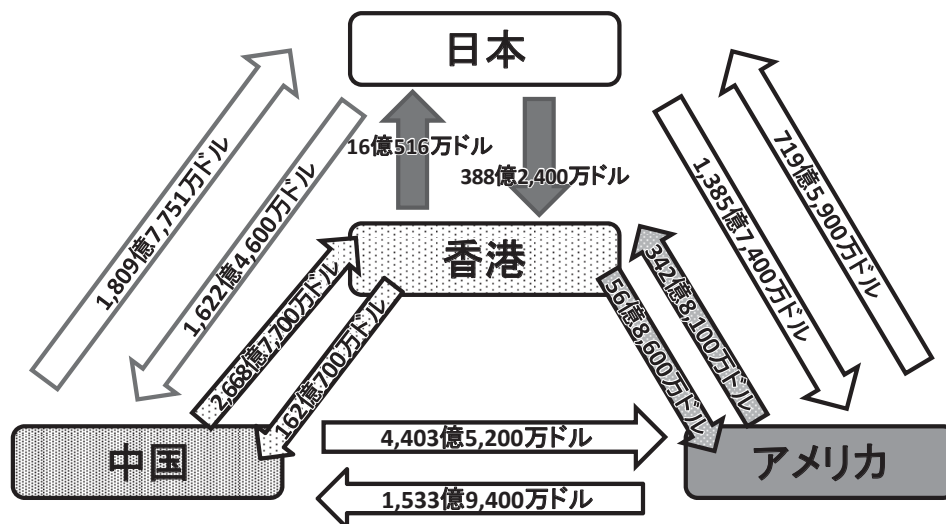 日本
16億516万ドル
388億2,400万ドル
1,809億7,751万ドル
1,622億4,600万ドル
1,385億7,400万ドル
719億5,900万ドル
香港
2,668億7,700万ドル
162億700万ドル
56億8,600万ドル
342億8,100万ドル
中国
4,403億5,200万ドル
1,533億9,400万ドル
アメリカ